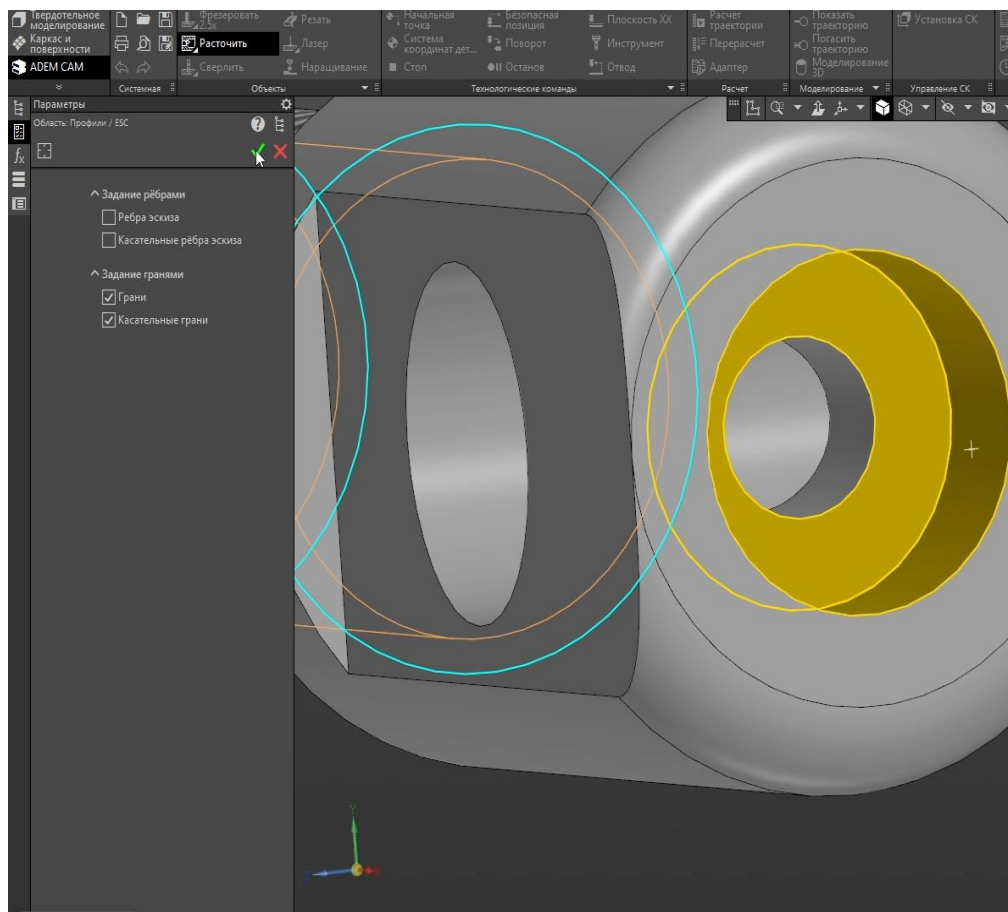 Твердотельное
моделирование
Каркас и
поверхности
ADEM CAM
Системная
Фрезеровать
2.5x
Расточить
Сверлить
Резать
Лазер
Наращивание
Объекты
Начальная
точка
Система
координат дет...
Стоп
Безопасная
позиция
Поворот
Останов
Плоскость XX
Инструмент
Отвод
Технологические команды
Расчет
траектории
Перерасчет
Адаптер
Расчет
Показать
траекторию
Погасить
траекторию
Моделирование
3D
Моделирование
Установка СК
Управление СК
Параметры
Область: Профили / ESC
Задание рёбрами
Ребра эскиза
Касательные рёбра эскиза
Задание гранями
Грани
Касательные грани
Y